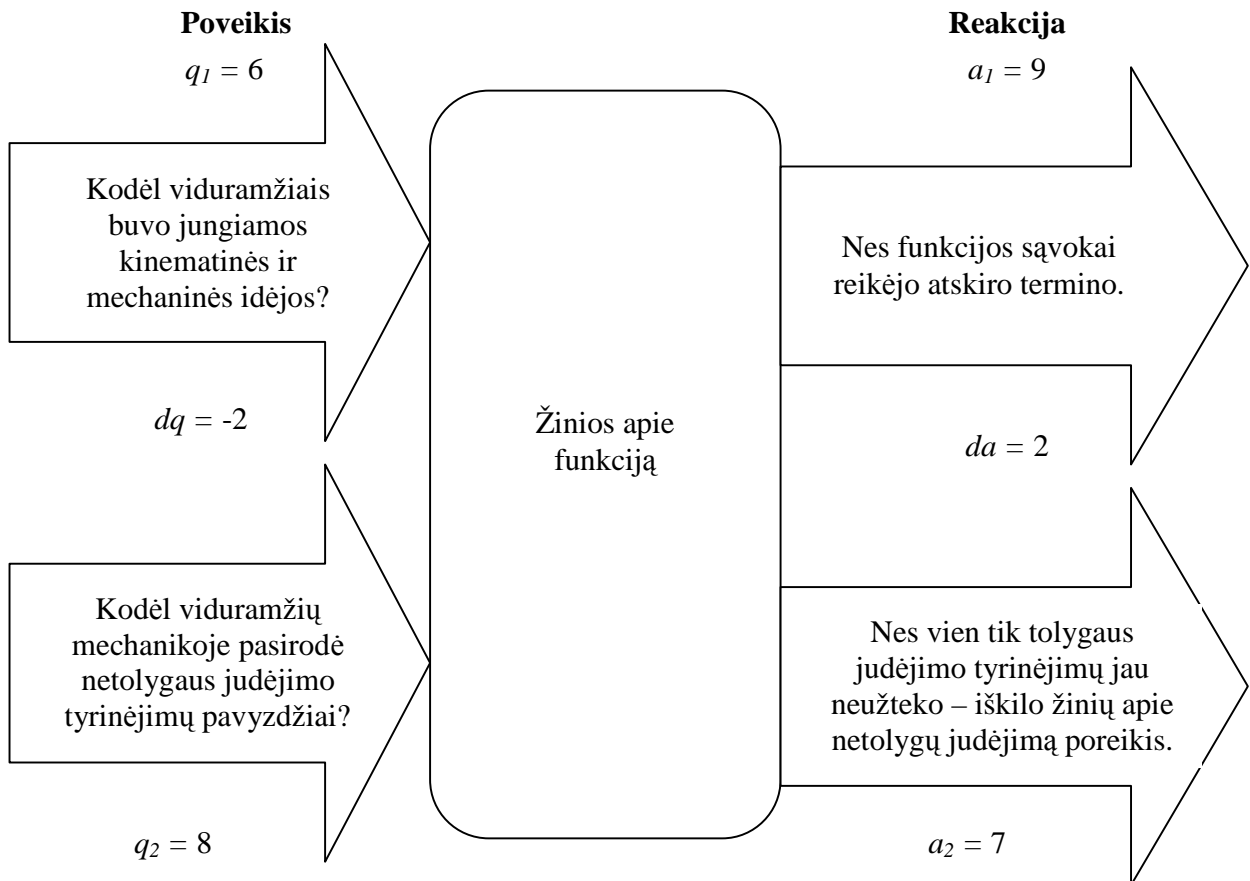 Poveikis
q1 = 6
Kodėl viduramžiais
buvo jungiamos
kinematinės ir
mechaninės idėjos?
dq = -2
Kodėl viduramžių
mechanikoje pasirodė
netolygaus judėjimo
tyrinėjimų pavyzdžiai?
q2 = 8
Žinios apie
funkciją
Reakcija
a1 = 9
Nes funkcijos sąvokai
reikėjo atskiro termino.
da = 2
Nes vien tik tolygaus
judėjimo tyrinėjimų jau
neužteko – iškilo žinių apie
netolygų judėjimą poreikis.
a2 = 7